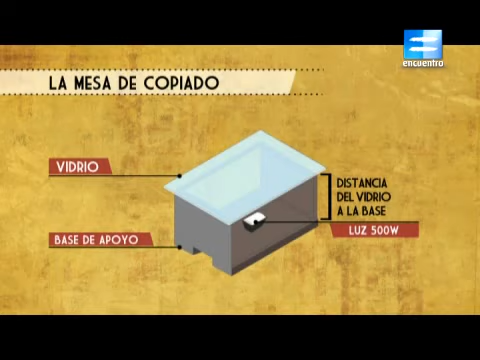 encuentro
LA MESA DE COPIADO
VIDRIO
DISTANCIA
DEL VIDRIO
A LA BASE
LUZ 500W
BASE DE APOYO